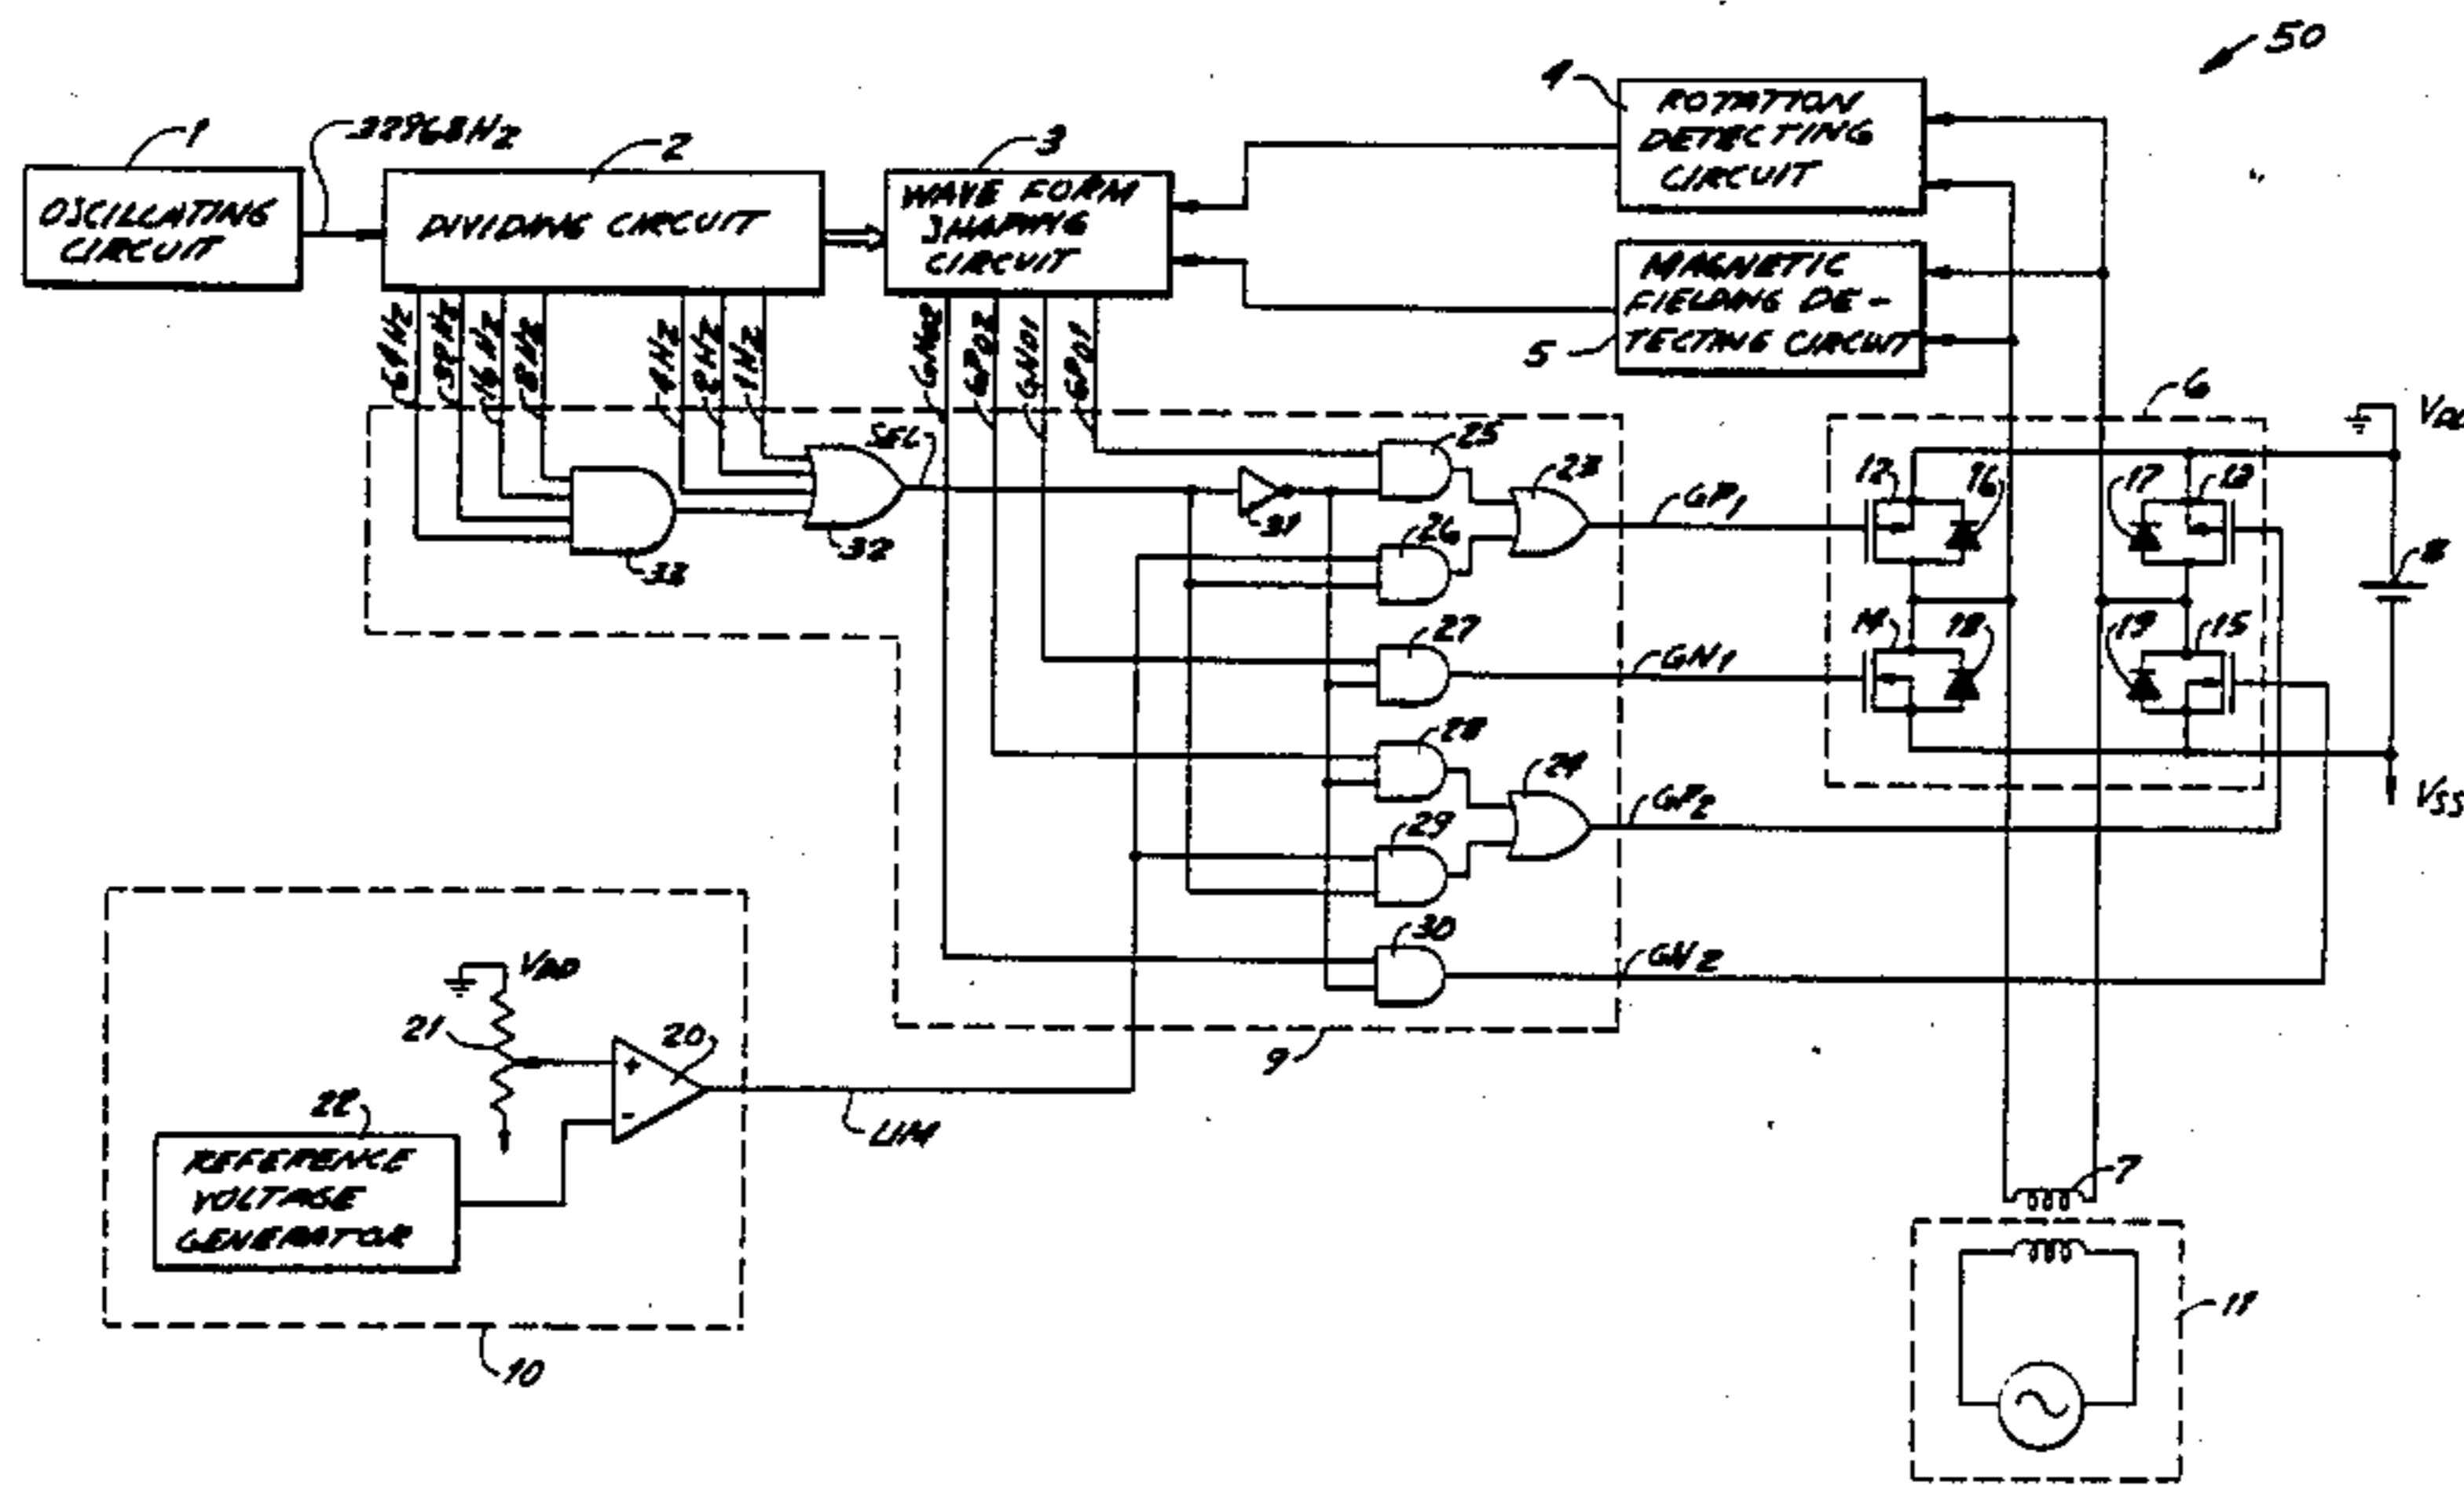 50
1
32768HZ
2
3
4
OSCILLATING
CIRCUIT
DIVIDING CIRCUIT
WAVE FORM
SHAPING
CIRCUIT
ROTATION
DETECTING
CIRCUIT
MAGNETIC
FIELDING DE-
TECTING CIRCUIT
5
64HZ
32HZ
16HZ
8HZ
4HZ
2HZ
1HZ
GN02
GP02
GN01
GP01
6
SEL
25
31
23
GP1
12
16
17
13
VDD
8
33
32
26
27
GN1
14
18
19
15
28
24
GP2
VSS
29
30
GN2
9
VDD
21
20
+
-
LIM
22
REFERENCE
VOLTAGE
GENERATOR
10
7
11